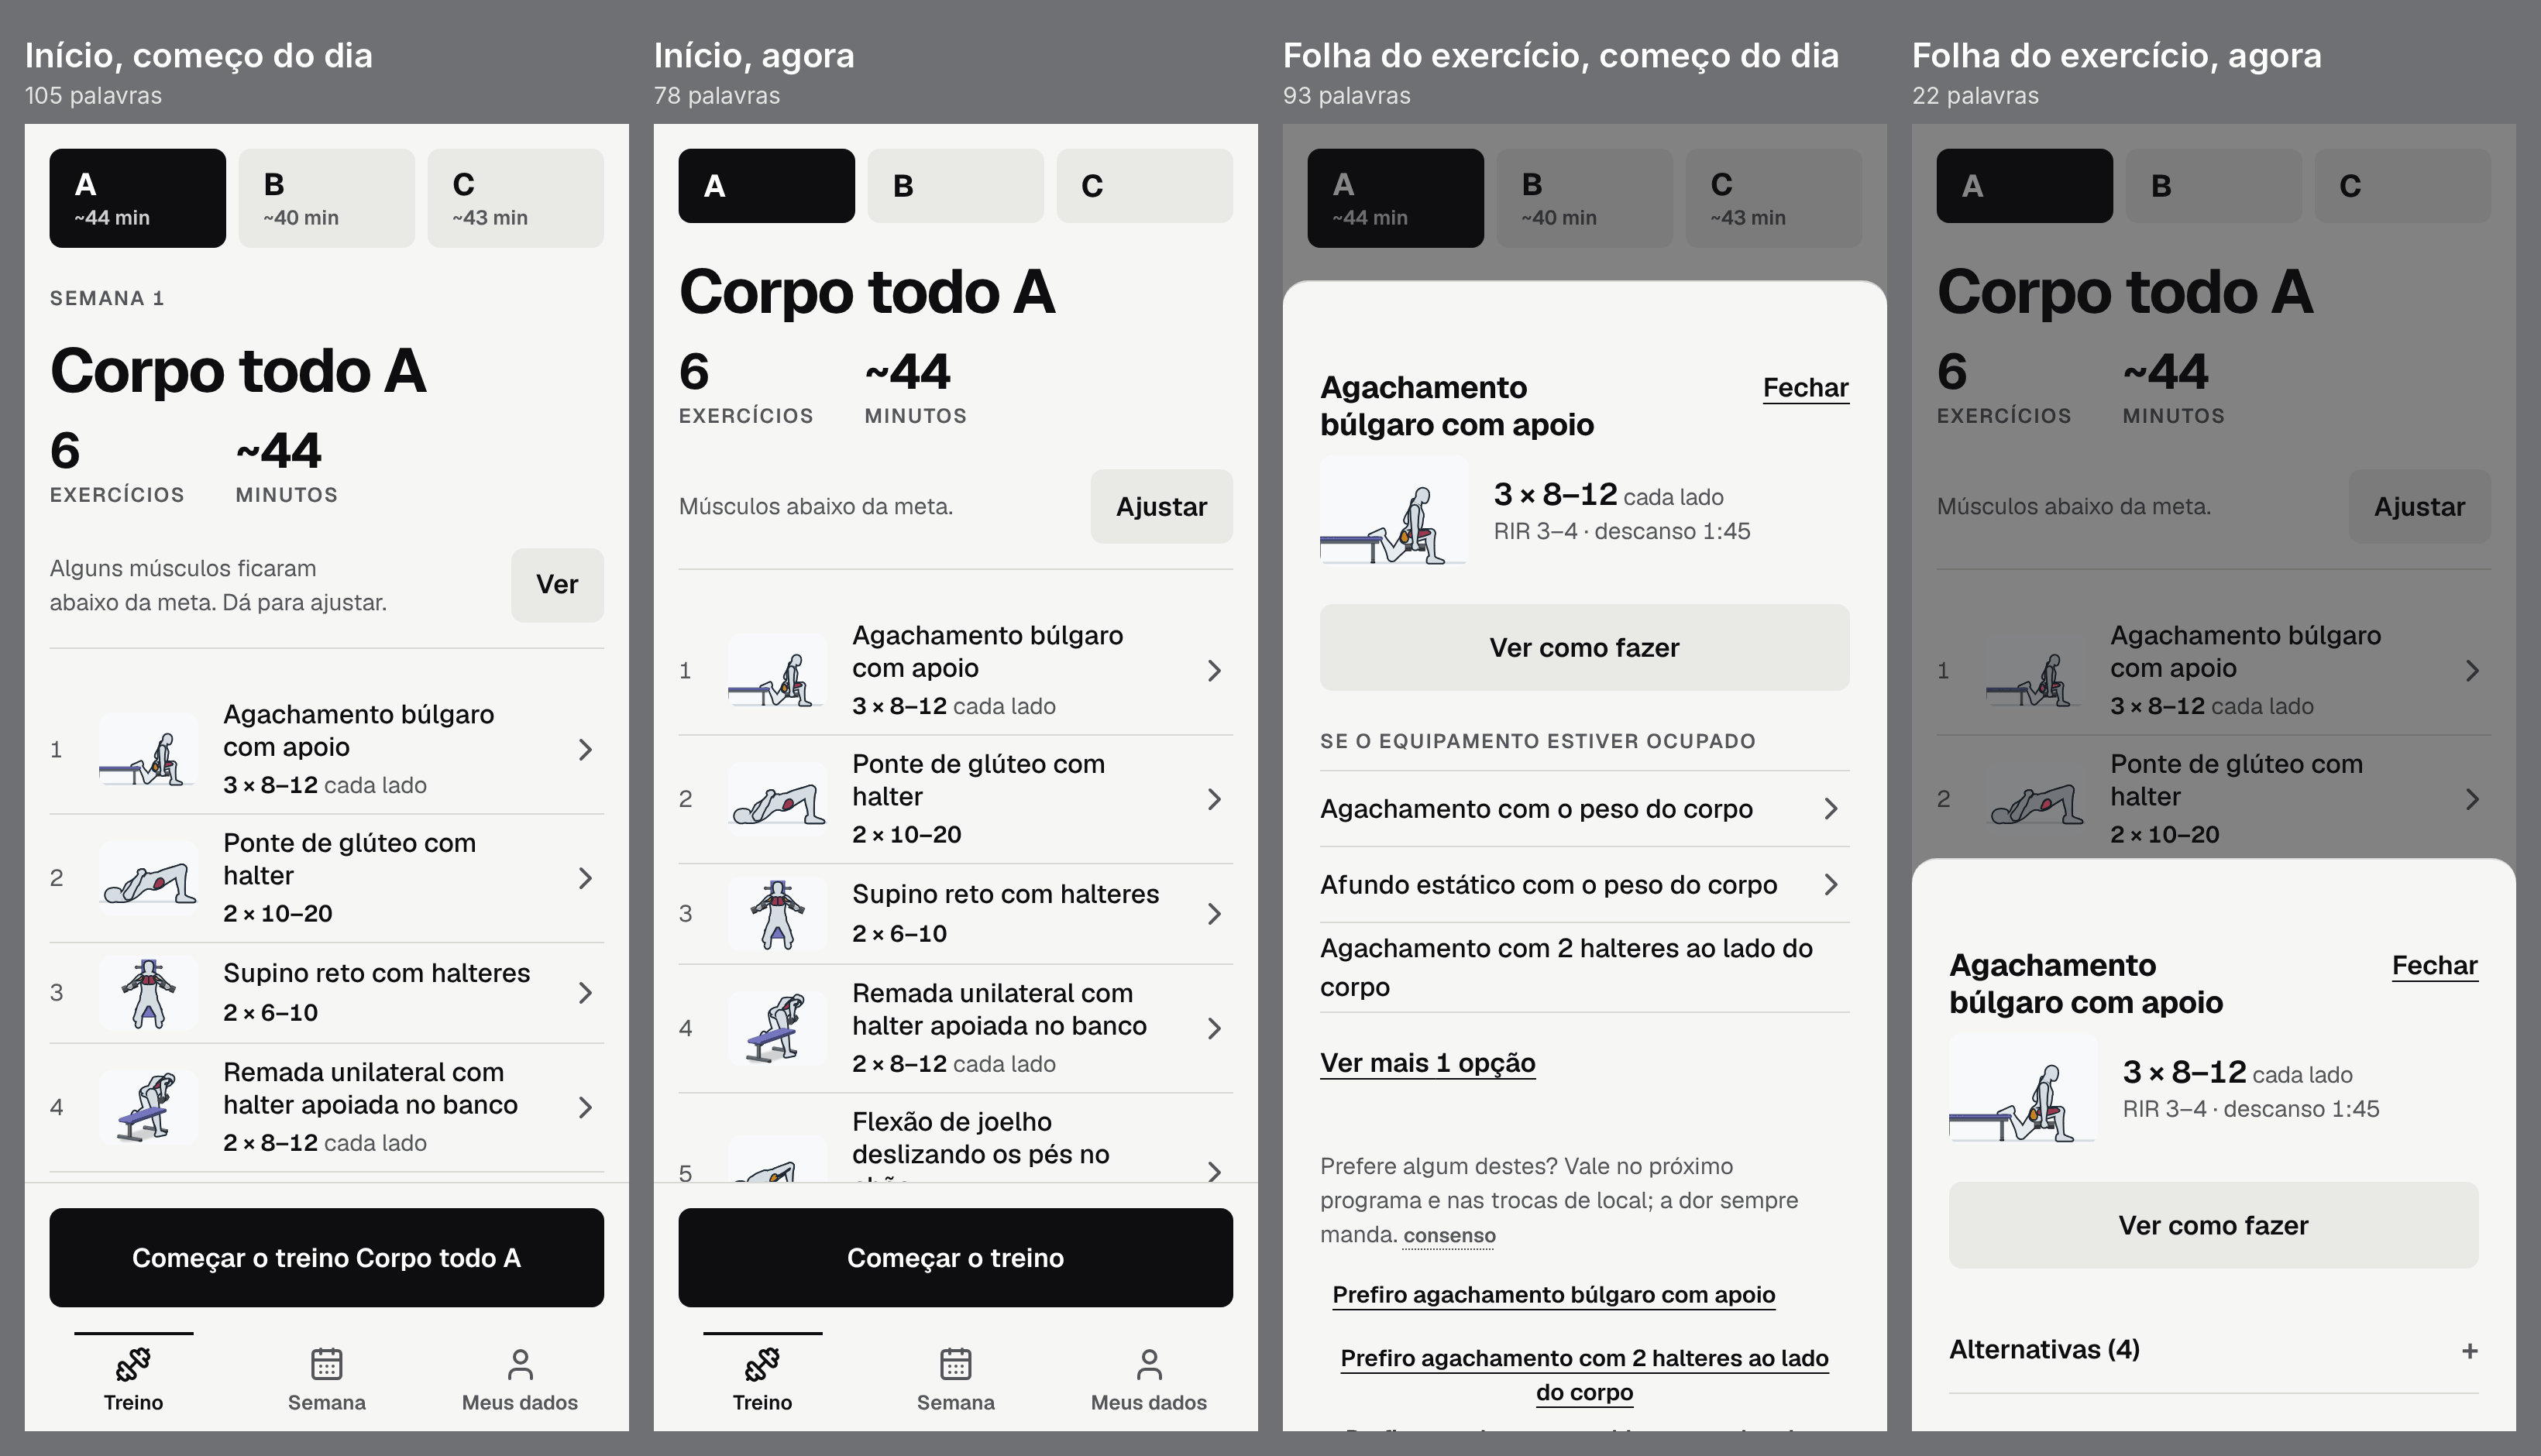 Início, começo do dia
105 palavras
A
~44 min
B
~40 min
C
~43 min
SEMANA 1
Corpo todo A
6
EXERCÍCIOS
~44
MINUTOS
Alguns músculos ficaram
abaixo da meta. Dá para ajustar.
Ver
1
Agachamento búlgaro
com apoio
3 × 8–12 cada lado
2
Ponte de glúteo com
halter
2 × 10–20
3
Supino reto com halteres
2 × 6–10
4
Remada unilateral com
halter apoiada no banco
2 × 8–12 cada lado
Começar o treino Corpo todo A
Treino
Semana
Meus dados
Início, agora
78 palavras
A
B
C
Corpo todo A
6
EXERCÍCIOS
~44
MINUTOS
Músculos abaixo da meta.
Ajustar
1
Agachamento búlgaro
com apoio
3 × 8–12 cada lado
2
Ponte de glúteo com
halter
2 × 10–20
3
Supino reto com halteres
2 × 6–10
4
Remada unilateral com
halter apoiada no banco
2 × 8–12 cada lado
5
Flexão de joelho
deslizando os pés no
Começar o treino
Treino
Semana
Meus dados
Folha do exercício, começo do dia
93 palavras
A
~44 min
B
~40 min
C
~43 min
Agachamento
búlgaro com apoio
Fechar
3 × 8–12 cada lado
RIR 3–4 · descanso 1:45
Ver como fazer
SE O EQUIPAMENTO ESTIVER OCUPADO
Agachamento com o peso do corpo
Afundo estático com o peso do corpo
Agachamento com 2 halteres ao lado do
corpo
Ver mais 1 opção
Prefere algum destes? Vale no próximo
programa e nas trocas de local; a dor sempre
manda. consenso
Prefiro agachamento búlgaro com apoio
Prefiro agachamento com 2 halteres ao lado
do corpo
Folha do exercício, agora
22 palavras
A
B
C
Corpo todo A
6
EXERCÍCIOS
~44
MINUTOS
Músculos abaixo da meta.
Ajustar
1
Agachamento búlgaro
com apoio
3 × 8–12 cada lado
2
Ponte de glúteo com
halter
2 × 10–20
Agachamento
búlgaro com apoio
Fechar
3 × 8–12 cada lado
RIR 3–4 · descanso 1:45
Ver como fazer
Alternativas (4)
+